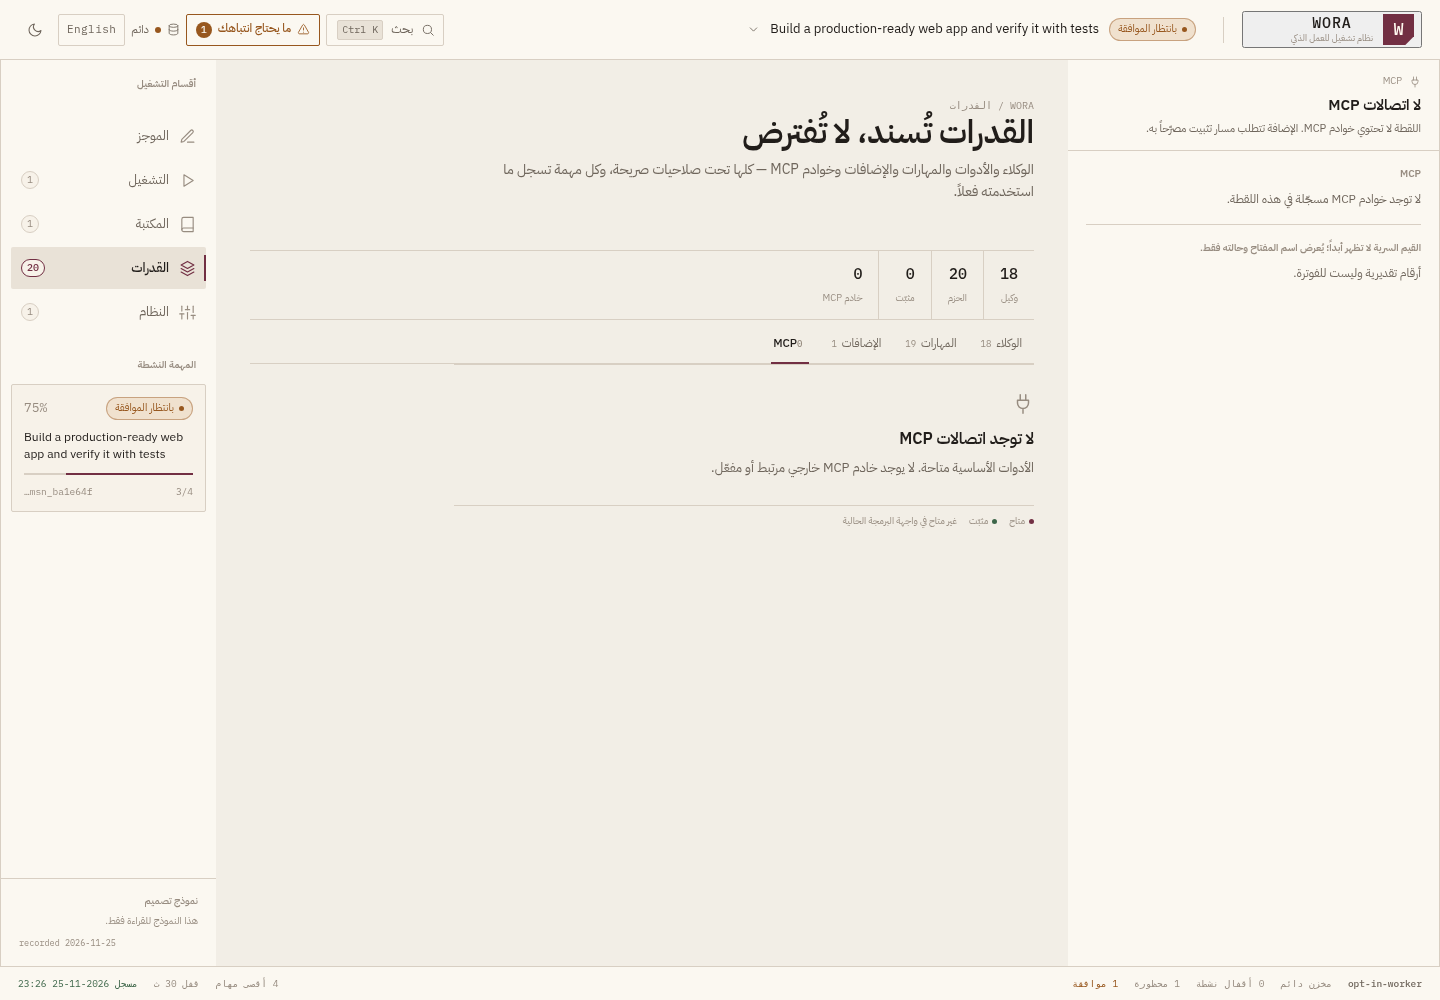 W
WORA
نظام تشغيل للعمل الذكي
بانتظار الموافقة
Build a production-ready web app and verify it with tests
بحث
Ctrl K
ما يحتاج انتباهك
1
دائم
English
MCP
لا اتصالات MCP
اللقطة لا تحتوي خوادم MCP. الإضافة تتطلب مسار تثبيت مصرّحاً به.
MCP
لا توجد خوادم MCP مسجّلة في هذه اللقطة.
القيم السرية لا تظهر أبداً؛ يُعرض اسم المفتاح وحالته فقط.
أرقام تقديرية وليست للفوترة.
WORA / القدرات
القدرات تُسند، لا تُفترض
الوكلاء والأدوات والمهارات والإضافات وخوادم MCP — كلها تحت صلاحيات صريحة، وكل مهمة تسجل ما
استخدمته فعلاً.
18
وكيل
20
الحزم
0
مثبّت
0
خادم MCP
الوكلاء 18
المهارات 19
الإضافات 1
MCP0
لا توجد اتصالات MCP
الأدوات الأساسية متاحة. لا يوجد خادم MCP خارجي مرتبط أو مفعّل.
متاح
مثبّت
غير متاح في واجهة البرمجة الحالية
أقسام التشغيل
الموجز
التشغيل
1
المكتبة
1
القدرات
20
النظام
1
المهمة النشطة
بانتظار الموافقة
75%
Build a production-ready web
app and verify it with tests
3/4
…msn_ba1e64f
نموذج تصميم
هذا النموذج للقراءة فقط.
recorded 2026-11-25
opt-in-worker
مخزن دائم
0 أقفال نشطة
1 محظورة
1 موافقة
4 أقصى مهام
قفل 30 ث
مسجل 2026-11-25 23:26